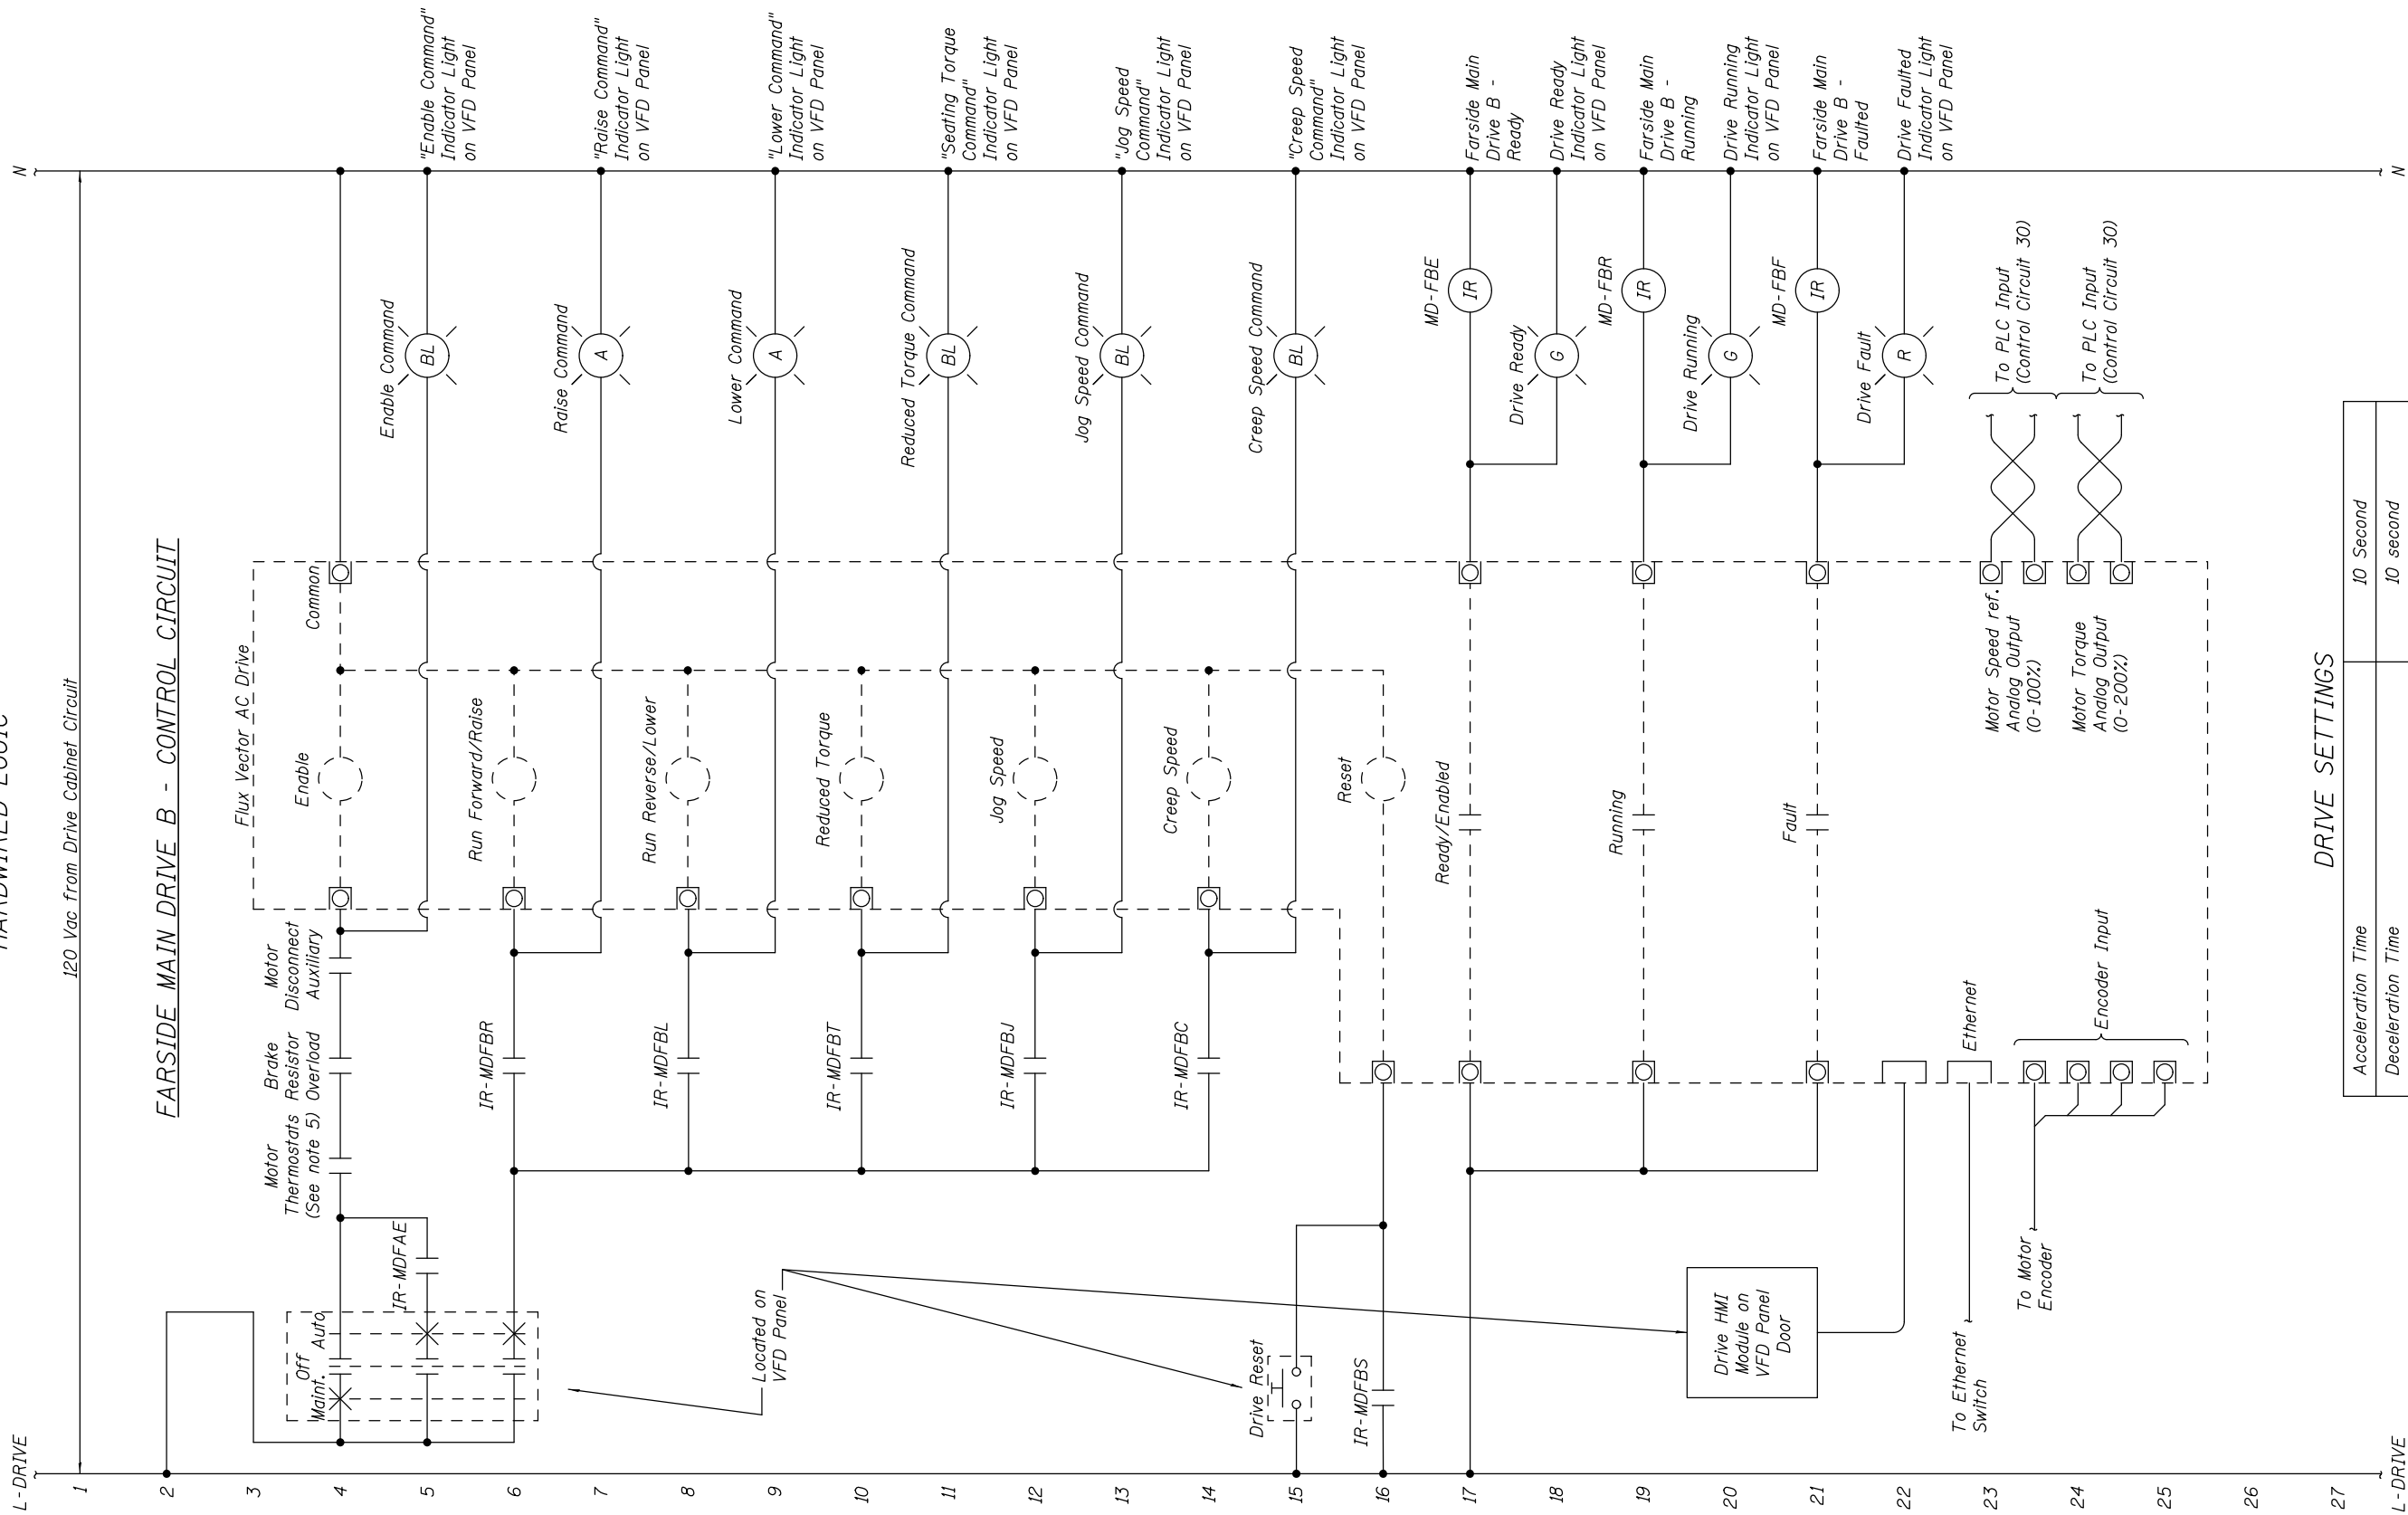 HARDWIRED LOGIC
L-DRIVE
N
1
120 Vac from Drive Cabinet Circuit
2
FARSIDE MAIN DRIVE B - CONTROL CIRCUIT
3
Flux Vector AC Drive
4
Maint.
Off
Auto
Motor
Thermostats
(See note 5)
Brake
Resistor
Overload
Motor
Disconnect
Auxiliary
Enable
Common
5
IR-MDFAE
Enable Command
BL
"Enable Command"
Indicator Light
on VFD Panel
6
IR-MDFBR
Run Forward/Raise
7
Raise Command
A
"Raise Command"
Indicator Light
on VFD Panel
8
IR-MDFBL
Run Reverse/Lower
9
Located on
VFD Panel
Lower Command
A
"Lower Command"
Indicator Light
on VFD Panel
10
IR-MDFBT
Reduced Torque
11
Reduced Torque Command
BL
"Seating Torque
Command"
Indicator Light
on VFD Panel
12
IR-MDFBJ
Jog Speed
13
Jog Speed Command
BL
"Jog Speed
Command"
Indicator Light
on VFD Panel
14
IR-MDFBC
Creep Speed
15
Drive Reset
Creep Speed Command
BL
"Creep Speed
Command"
Indicator Light
on VFD Panel
16
IR-MDFBS
Reset
17
Ready/Enabled
MD-FBE
IR
Farside Main
Drive B -
Ready
18
Drive Ready
G
Drive Ready
Indicator Light
on VFD Panel
19
Running
MD-FBR
IR
Farside Main
Drive B -
Running
20
Drive HMI
Module on
VFD Panel
Door
Drive Running
G
Drive Running
Indicator Light
on VFD Panel
21
Fault
MD-FBF
IR
Farside Main
Drive B -
Faulted
22
Drive Fault
R
Drive Faulted
Indicator Light
on VFD Panel
23
To Ethernet
Switch
Ethernet
Motor Speed ref.
Analog Output
(0-100%)
To PLC Input
(Control Circuit 30)
24
To Motor
Encoder
Encoder Input
Motor Torque
Analog Output
(0-200%)
To PLC Input
(Control Circuit 30)
25
26
27
DRIVE SETTINGS
Acceleration Time
10 Second
Deceleration Time
10 second
L-DRIVE
N